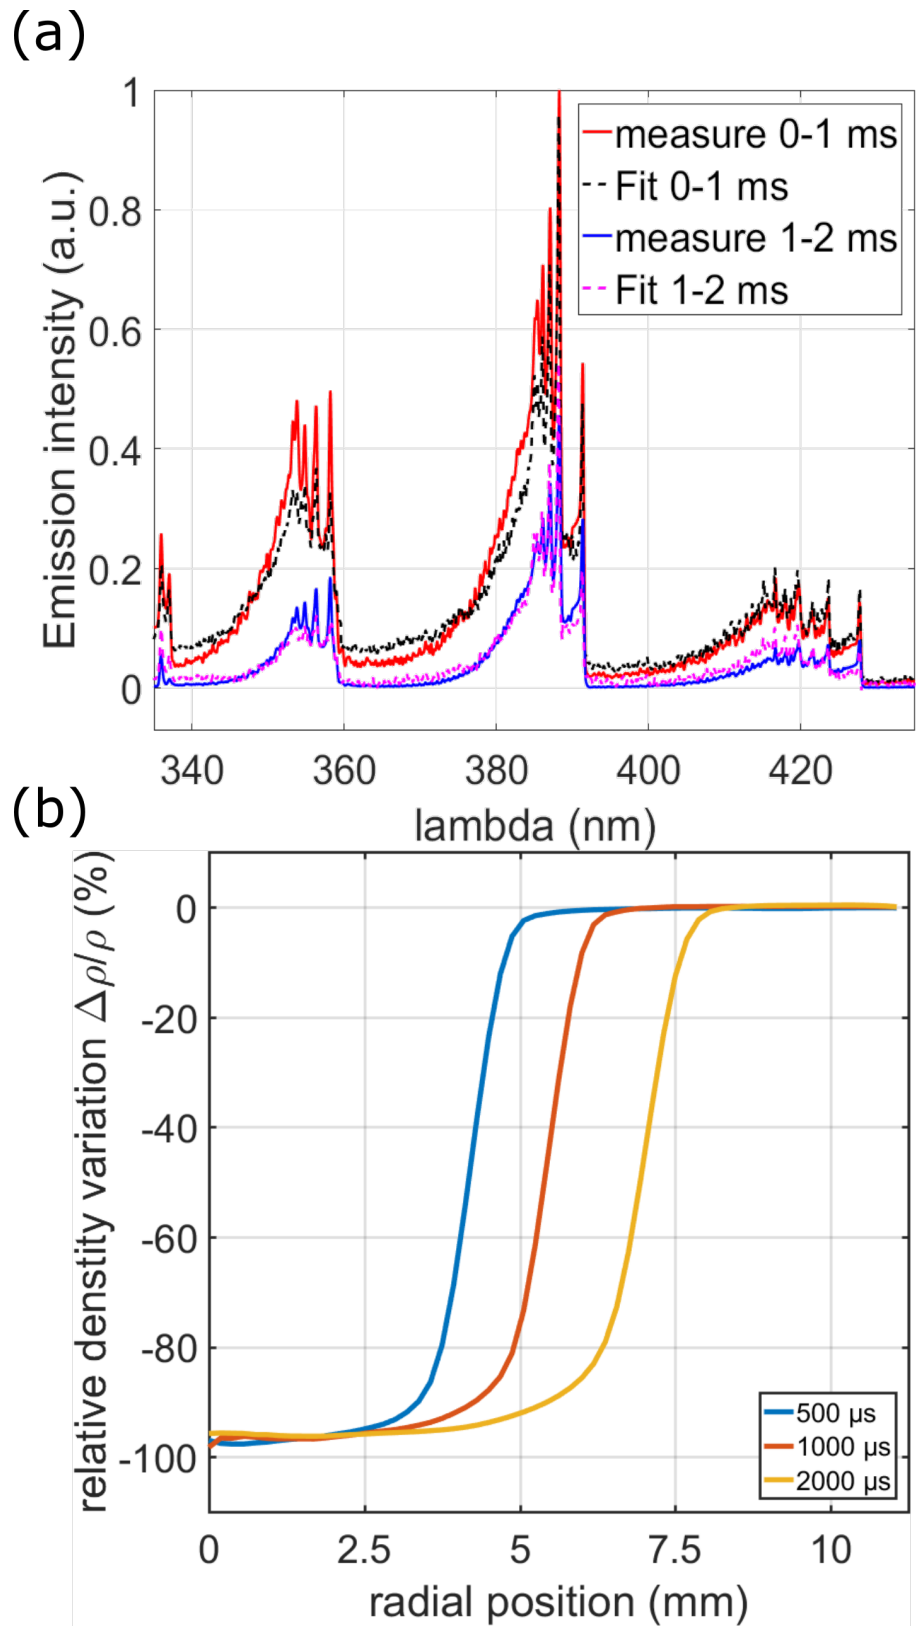 (a)
1
0.8
0.6
0.4
0.2
0
Emission intensity (a.u.)
measure 0-1 ms
Fit 0-1 ms
measure 1-2 ms
Fit 1-2 ms
340 360 380 400 420
lambda (nm)
(b)
0
-20
-40
-60
-80
-100
relative denstity variation Δρ/ρ (%)
500 µs
1000 µs
2000 µs
0 2.5 5 7.5 10
radial position (mm)